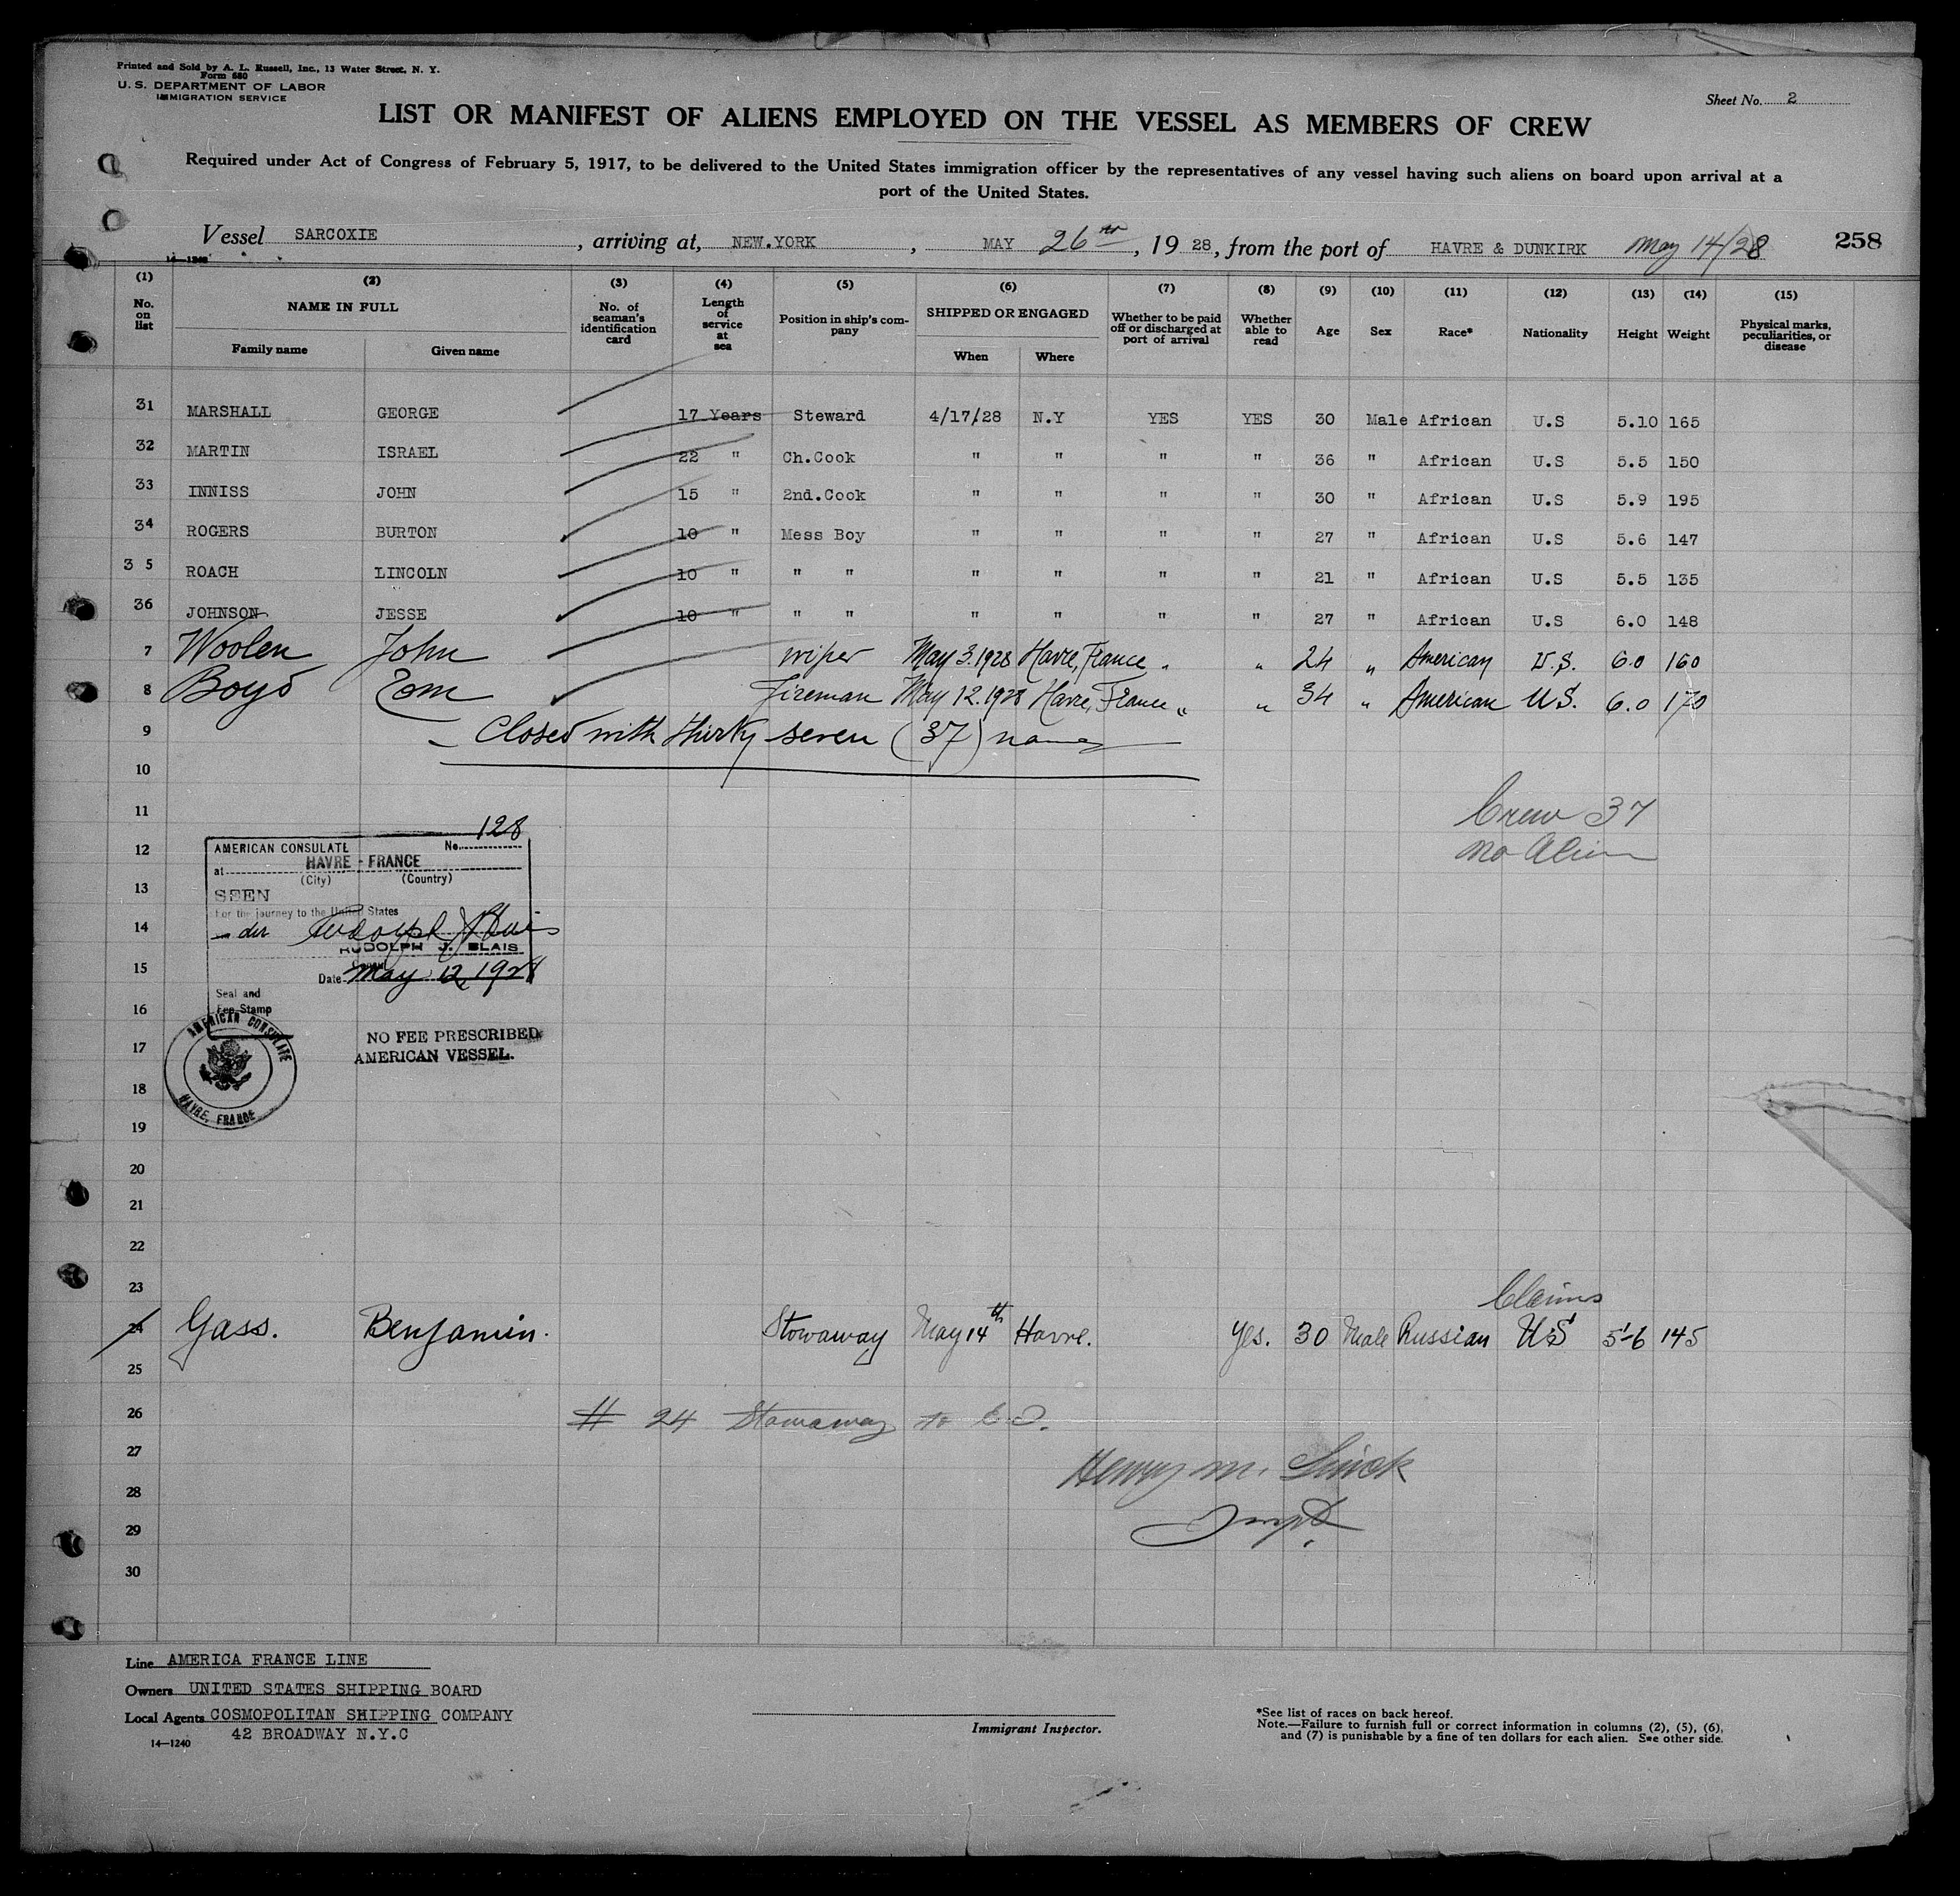 Printed and Sold by A. L. Russell, Inc., 13 Water Street, N. Y.
Form 680
U. S. DEPARTMENT OF LABOR
IMMIGRATION SERVICE
Sheet No. 2
LIST OR MANIFEST OF ALIENS EMPLOYED ON THE VESSEL AS MEMBERS OF CREW
Required under Act of Congress of February 5, 1917, to be delivered to the United States immigration officer by the representatives of any vessel having such aliens on board upon arrival at a
port of the United States.
Vessel SARCOXIE, arriving at, NEW.YORK, MAY 26, 19 28, from the port of HAVRE & DUNKIRK May 14/28 258
14—1240
(1) (2) (3) (4) (5) (6) (7) (8) (9) (10) (11) (12) (13) (14) (15)
No. on list NAME IN FULL No. of seaman's identification card Length of service at sea Position in ship's company SHIPPED OR ENGAGED Whether to be paid off or discharged at port of arrival Whether able to read Age Sex Race* Nationality Height Weight Physical marks, peculiarities, or disease
Family name Given name When Where
31 MARSHALL GEORGE 17 Years Steward 4/17/28 N.Y YES YES 30 Male African U.S 5.10 165
32 MARTIN ISRAEL 22 " Ch.Cook " " " " 36 " African U.S 5.5 150
33 INNISS JOHN 15 " 2nd.Cook " " " " 30 " African U.S 5.9 195
34 ROGERS BURTON 10 " Mess Boy " " " " 27 " African U.S 5.6 147
3 5 ROACH LINCOLN 10 " " " " " " " 21 " African U.S 5.5 135
36 JOHNSON JESSE 10 " " " " " " " 27 " African U.S 6.0 148
7 Woolen John wiper May 3.1928 Havre, France " " 24 " American U.S. 6.0 160
8 Boyd Tom Fireman May 12.1928 Havre, France " " 34 " American U.S. 6.0 170
9 Closed with thirty seven (37) names
10
11 Crew 37
128
12 No Alien
AMERICAN CONSULATE No.
at HAVRE - FRANCE
(City) (Country)
13
SEEN
For the journey to the United States
14
Rudolph J Blais
RUDOLPH J. BLAIS
Consul
15
Date May 12, 1928
Seal and
Fee Stamp
16
AMERICAN CONSULATE
HAVRE, FRANCE
NO FEE PRESCRIBED
17
AMERICAN VESSEL.
18
19
20
21
22
23
Claims
24 Gass. Benjamin. Stowaway May 14th Havre. Yes. 30 Male Russian US 5'-6 145
25
26 # 24 Stowaway to
27
Henry M.
28
29 Insp.
30
Line AMERICA FRANCE LINE
Owners UNITED STATES SHIPPING BOARD
Local Agents COSMOPOLITAN SHIPPING COMPANY
42 BROADWAY N.Y.C
14—1240
Immigrant Inspector.
*See list of races on back hereof.
Note.—Failure to furnish full or correct information in columns (2), (5), (6),
and (7) is punishable by a fine of ten dollars for each alien. See other side.